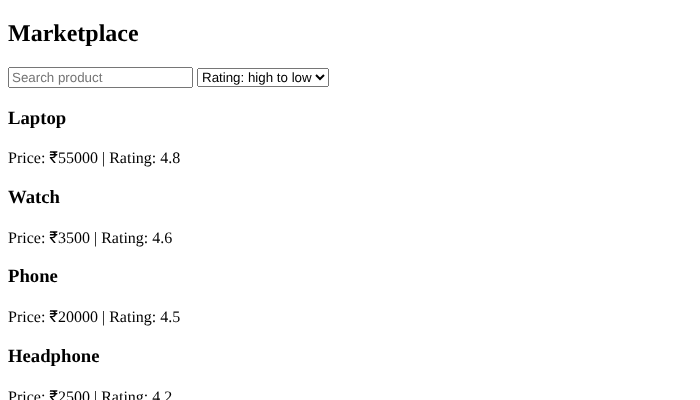 Marketplace
Search product Rating: high to low
Laptop
Price: ₹55000 | Rating: 4.8
Watch
Price: ₹3500 | Rating: 4.6
Phone
Price: ₹20000 | Rating: 4.5
Headphone
Price: ₹2500 | Rating: 4.2